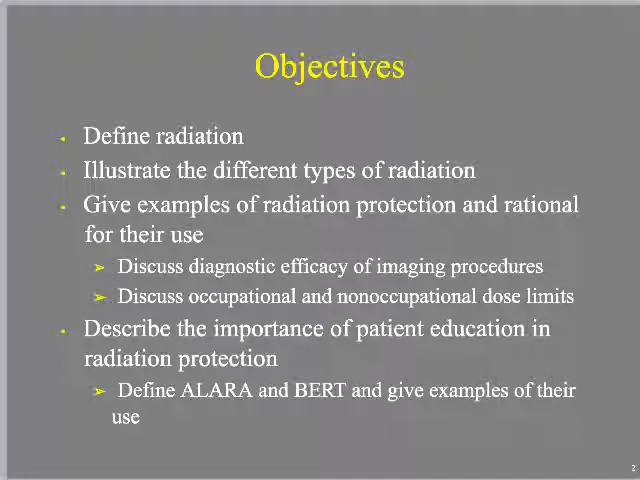 Objectives
Define radiation
Illustrate the different types of radiation
Give examples of radiation protection and rational
for their use
Discuss diagnostic efficacy of imaging procedures
Discuss occupational and nonoccupational dose limits
Describe the importance of patient education in
radiation protection
Define ALARA and BERT and give examples of their
use
2